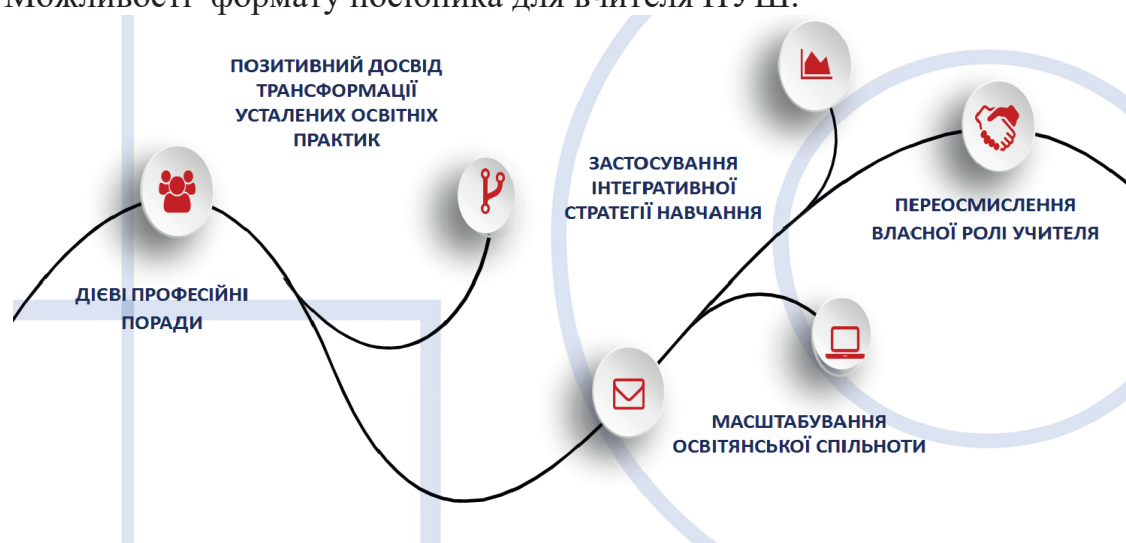 Можливості формату посібника для вчителя НУШ:
ПОЗИТИВНИЙ ДОСВІД
ТРАНСФОРМАЦІЇ
УСТАЛЕНИХ ОСВІТНІХ
ПРАКТИК
ДІЄВІ ПРОФЕСІЙНІ
ПОРАДИ
ЗАСТОСУВАННЯ
ІНТЕГРАТИВНОЇ
СТРАТЕГІЇ НАВЧАННЯ
ПЕРЕОСМИСЛЕННЯ
ВЛАСНОЇ РОЛІ УЧИТЕЛЯ
МАСШТАБУВАННЯ
ОСВІТЯНСЬКОЇ СПІЛЬНОТИ